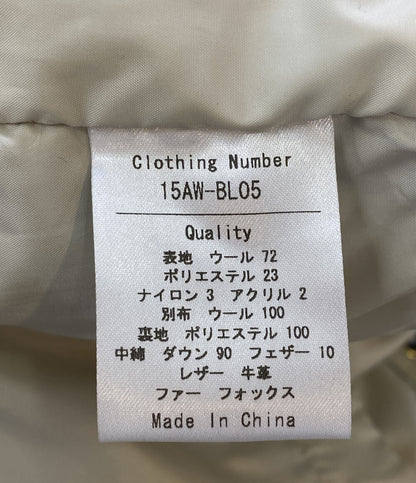 Clothing Number
15AW-BL05
Quality
表地 ウール 72
ポリエステル 23
ナイロン 3 アクリル 2
別布 ウール 100
裏地 ポリエステル 100
中綿 ダウン 90 フェザー 10
レザー 牛革
ファー フォックス
Made In China